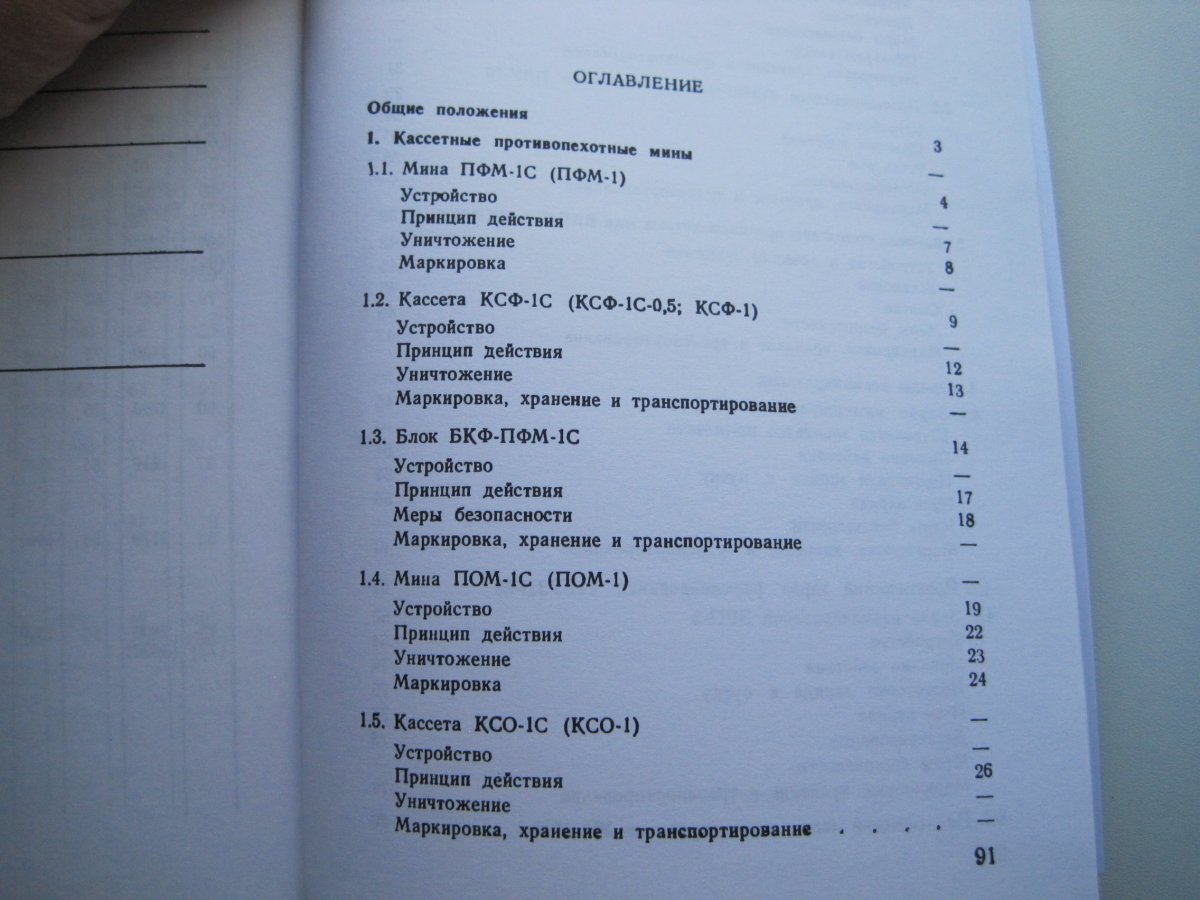 ОГЛАВЛЕНИЕ
Общие положения 3
1. Кассетные противопехотные мины —
1.1. Мина ПФМ-1С (ПФМ-1) 4
Устройство —
Принцип действия 7
Уничтожение 8
Маркировка —
1.2. Кассета КСФ-1С (КСФ-1С-0,5; КСФ-1) 9
Устройство —
Принцип действия 12
Уничтожение 13
Маркировка, хранение и транспортирование —
1.3. Блок БКФ-ПФМ-1С 14
Устройство —
Принцип действия 17
Меры безопасности 18
Маркировка, хранение и транспортирование —
1.4. Мина ПОМ-1С (ПОМ-1) —
Устройство 19
Принцип действия 22
Уничтожение 23
Маркировка 24
1.5. Кассета КСО-1С (КСО-1) —
Устройство —
Принцип действия 26
Уничтожение —
Маркировка, хранение и транспортирование . . . . —
91